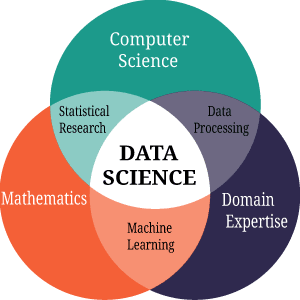 Computer
Science
Statistical
Research
Data
Processing
DATA
SCIENCE
Mathematics
Domain
Expertise
Machine
Learning